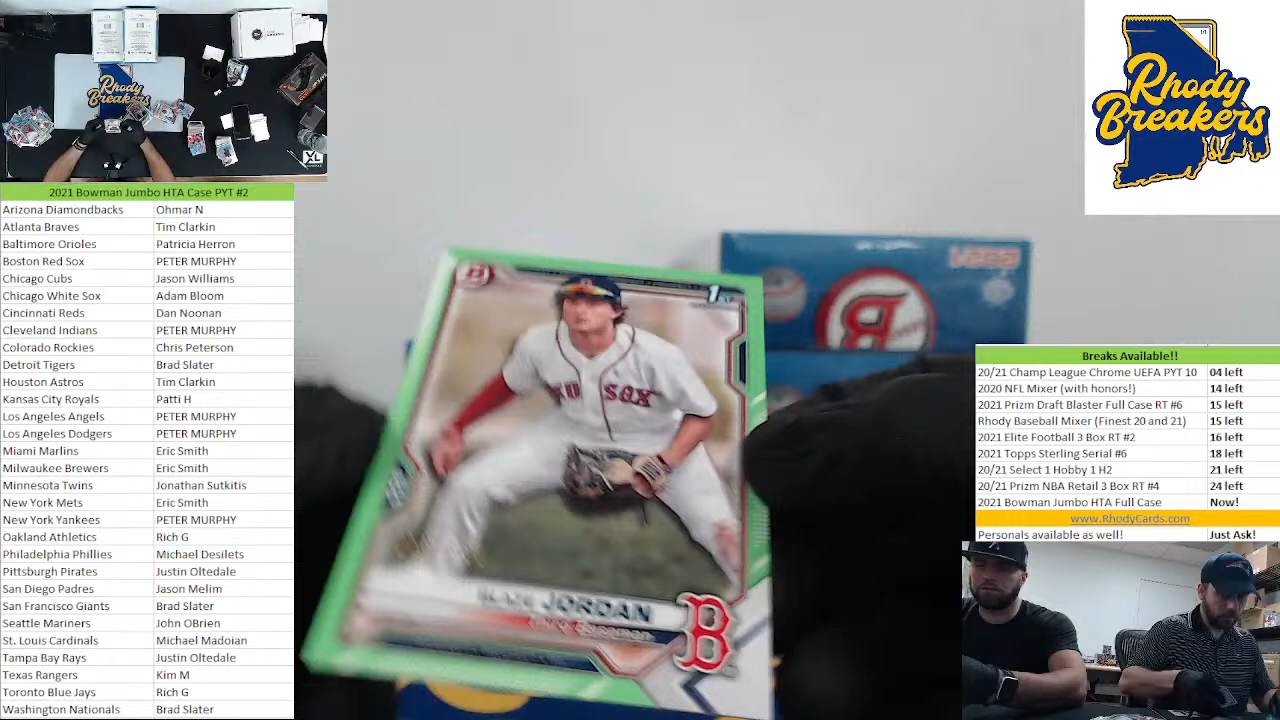 Rhody
Breakers
XL
Rhody
Breakers
2021 Bowman Jumbo HTA Case PYT #2
Arizona Diamondbacks Ohmar N
Atlanta Braves Tim Clarkin
Baltimore Orioles Patricia Herron
Boston Red Sox PETER MURPHY
Chicago Cubs Jason Williams
Chicago White Sox Adam Bloom
Cincinnati Reds Dan Noonan
Cleveland Indians PETER MURPHY
Colorado Rockies Chris Peterson
Detroit Tigers Brad Slater
Houston Astros Tim Clarkin
Kansas City Royals Patti H
Los Angeles Angels PETER MURPHY
Los Angeles Dodgers PETER MURPHY
Miami Marlins Eric Smith
Milwaukee Brewers Eric Smith
Minnesota Twins Jonathan Sutkitis
New York Mets Eric Smith
New York Yankees PETER MURPHY
Oakland Athletics Rich G
Philadelphia Phillies Michael Desilets
Pittsburgh Pirates Justin Oltedale
San Diego Padres Jason Melim
San Francisco Giants Brad Slater
Seattle Mariners John OBrien
St. Louis Cardinals Michael Madoian
Tampa Bay Rays Justin Oltedale
Texas Rangers Kim M
Toronto Blue Jays Rich G
Washington Nationals Brad Slater
B
1st
RED SOX
JORDAN
B
B
Breaks Available!!
20/21 Champ League Chrome UEFA PYT 10 04 left
2020 NFL Mixer (with honors!) 14 left
2021 Prizm Draft Blaster Full Case RT #6 15 left
Rhody Baseball Mixer (Finest 20 and 21) 15 left
2021 Elite Football 3 Box RT #2 16 left
2021 Topps Sterling Serial #6 18 left
20/21 Select 1 Hobby 1 H2 21 left
20/21 Prizm NBA Retail 3 Box RT #4 24 left
2021 Bowman Jumbo HTA Full Case Now!
www.RhodyCards.com
Personals available as well! Just Ask!